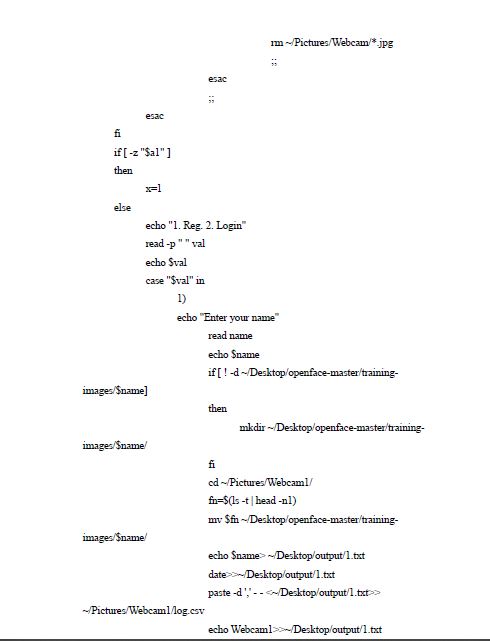 rm ~/Pictures/Webcam/*.jpg
;;
esac
;;
esac
fi
if [ -z "$a1" ]
then
x=1
else
echo "1. Reg. 2. Login"
read -p " " val
echo $val
case "$val" in
1)
echo "Enter your name"
read name
echo $name
if [ ! -d ~/Desktop/openface-master/training-
images/$name]
then
mkdir ~/Desktop/openface-master/training-
images/$name/
fi
cd ~/Pictures/Webcam1/
fn=$(ls -t | head -n1)
mv $fn ~/Desktop/openface-master/training-
images/$name/
echo $name> ~/Desktop/output/1.txt
date>>~/Desktop/output/1.txt
paste -d ',' - - <~/Desktop/output/1.txt>>
~/Pictures/Webcam1/log.csv
echo Webcam1>>~/Desktop/output/1.txt